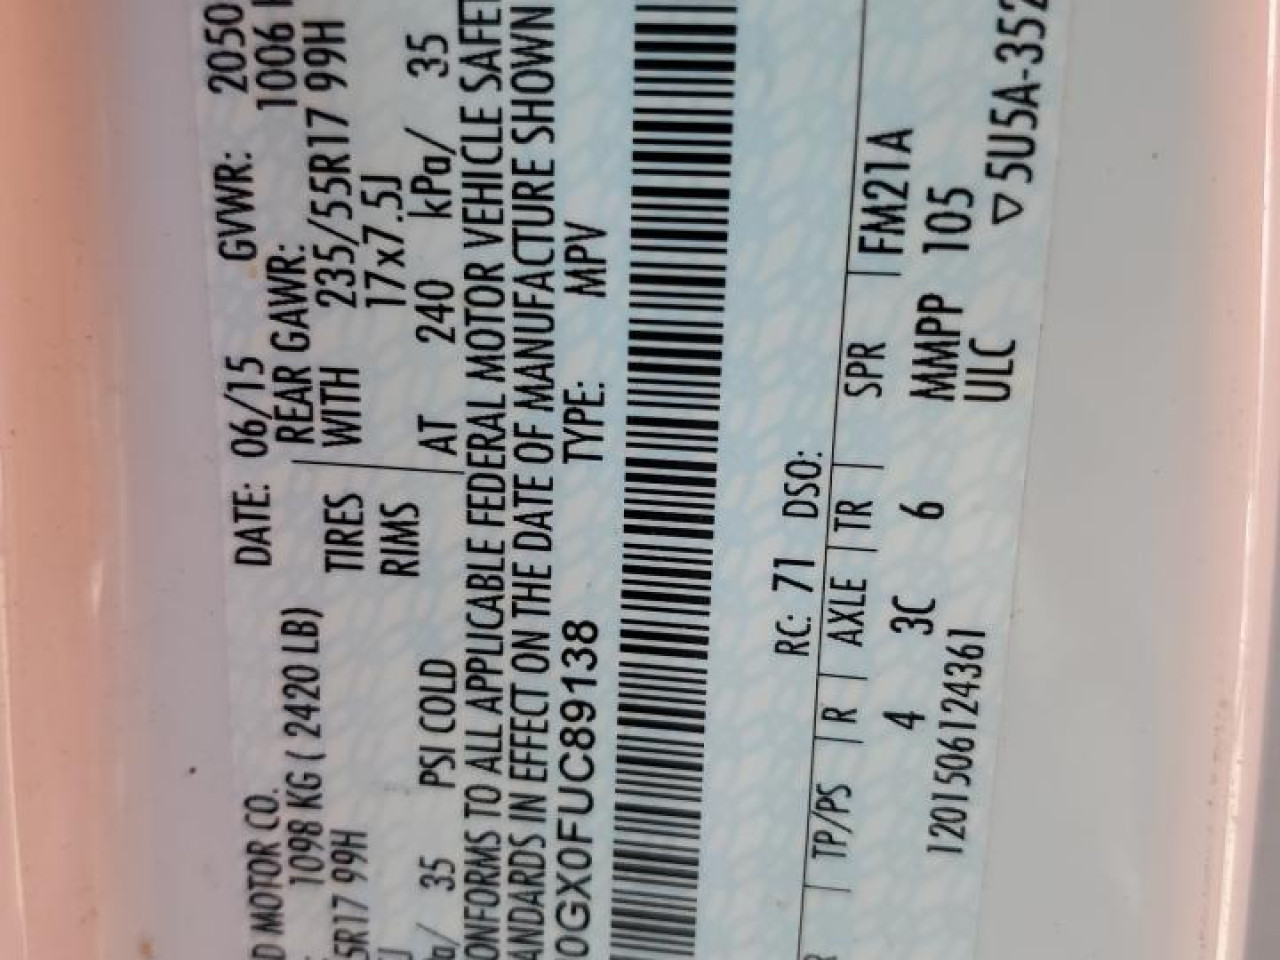 D MOTOR CO. DATE: 06/15 GVWR: 2050
1098 KG ( 2420 LB) REAR GAWR: 1006
5R17 99H TIRES WITH 235/55R17 99H
J RIMS 17x7.5J
a/ 35 PSI COLD AT 240 kPa/ 35
ONFORMS TO ALL APPLICABLE FEDERAL MOTOR VEHICLE SAFET
ANDARDS IN EFFECT ON THE DATE OF MANUFACTURE SHOWN
0GX0FUC89138 TYPE: MPV
RC: 71 DSO:
R TP/PS R AXLE TR SPR FM21A
4 3C 6 MMPP 105
1201506124361 ULC ▽5U5A-352